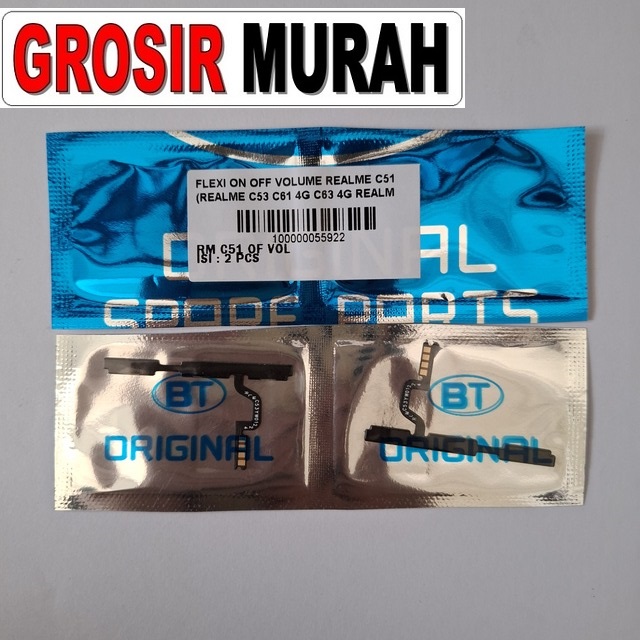 GROSIR MURAH
FLEXI ON OFF VOLUME REALME C51
(REALME C53 C61 4G C63 4G REALM
100000055922
RM C51 OF VOL
ISI : 2 PCS
ORIGINAL
SPARE PARTS
BT
ORIGINAL
BT
ORIGINAL